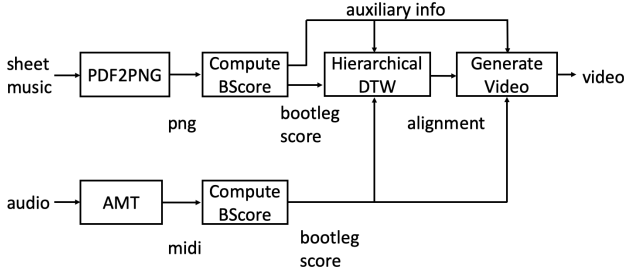 auxiliary info
sheet
music
PDF2PNG
Compute
BScore
Hierarchical
DTW
Generate
Video
video
png
bootleg
score
alignment
audio
AMT
Compute
BScore
midi
bootleg
score